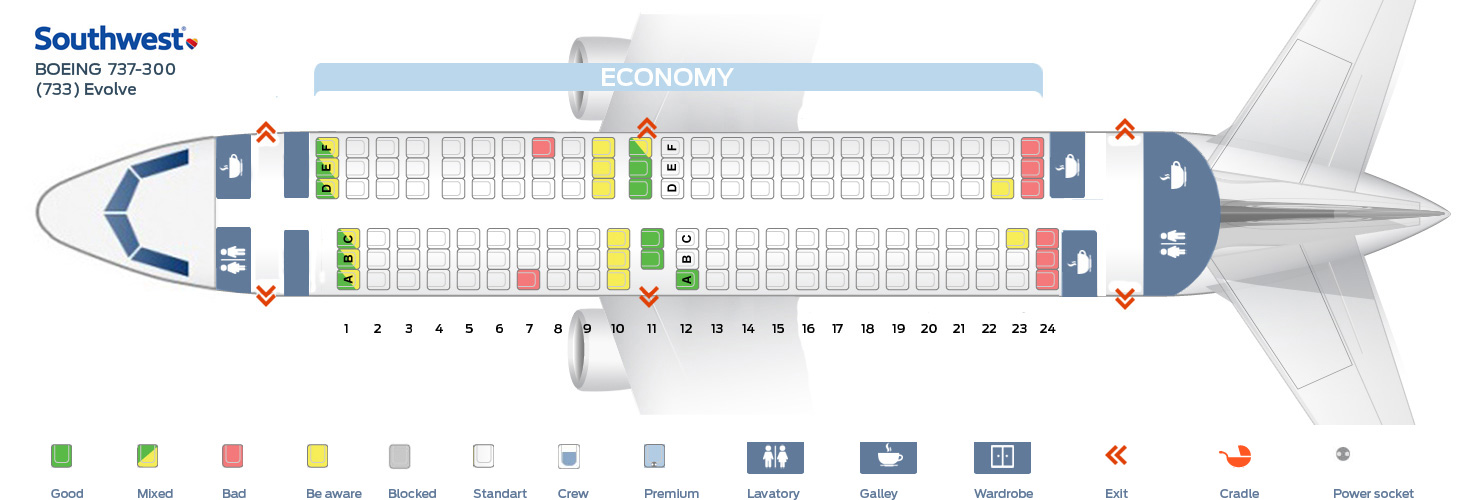 Southwest
BOEING 737-300
(733) Evolve
ECONOMY
F F
E E
D D
C C
B B
A A
1 2 3 4 5 6 7 8 9 10 11 12 13 14 15 16 17 18 19 20 21 22 23 24
Good Mixed Bad Be aware Blocked Standart Crew Premium Lavatory Galley Wardrobe Exit Cradle Power socket